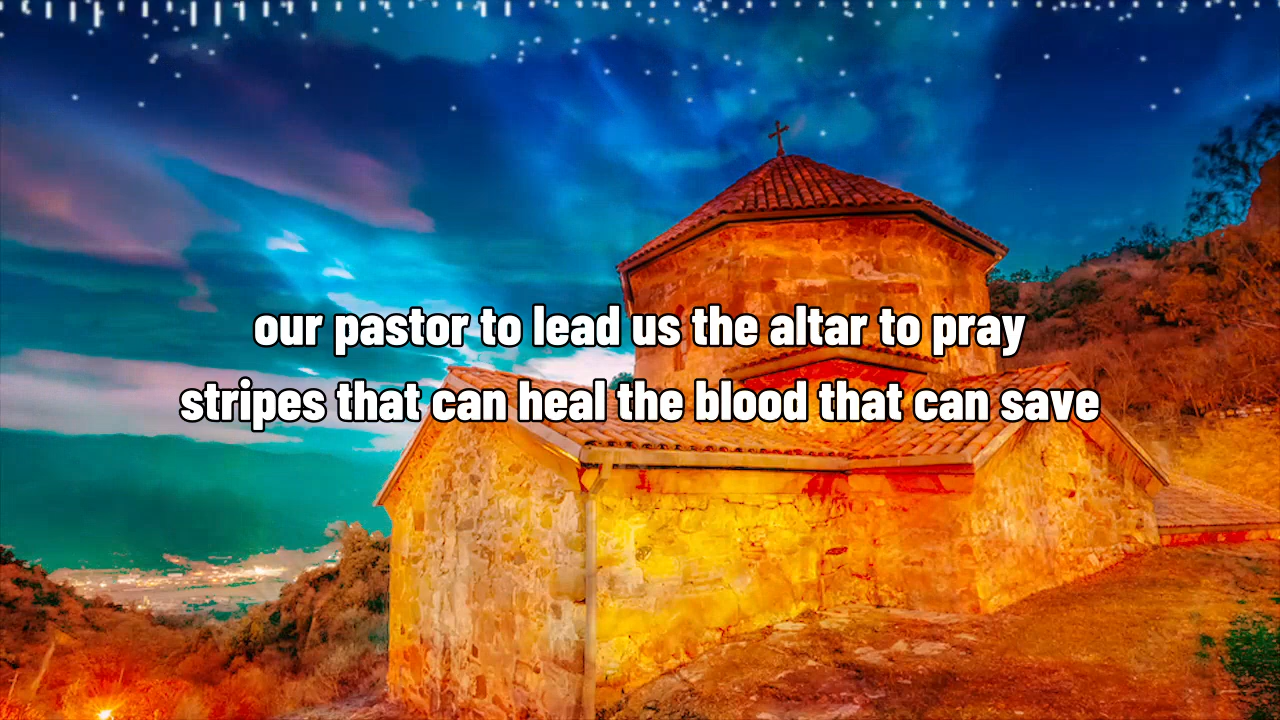 our pastor to lead us the altar to pray
stripes that can heal the blood that can save